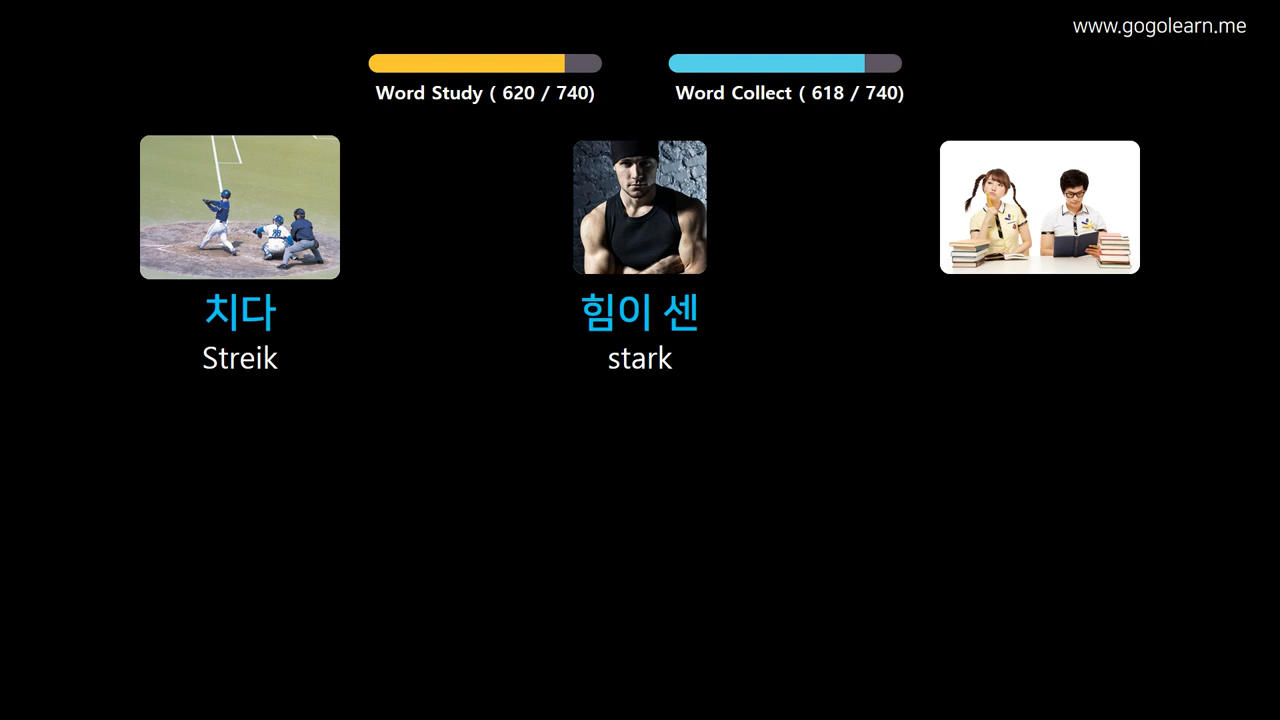 www.gogolearn.me
Word Study ( 620 / 740)
Word Collect ( 618 / 740)
치다
Streik
힘이 센
stark